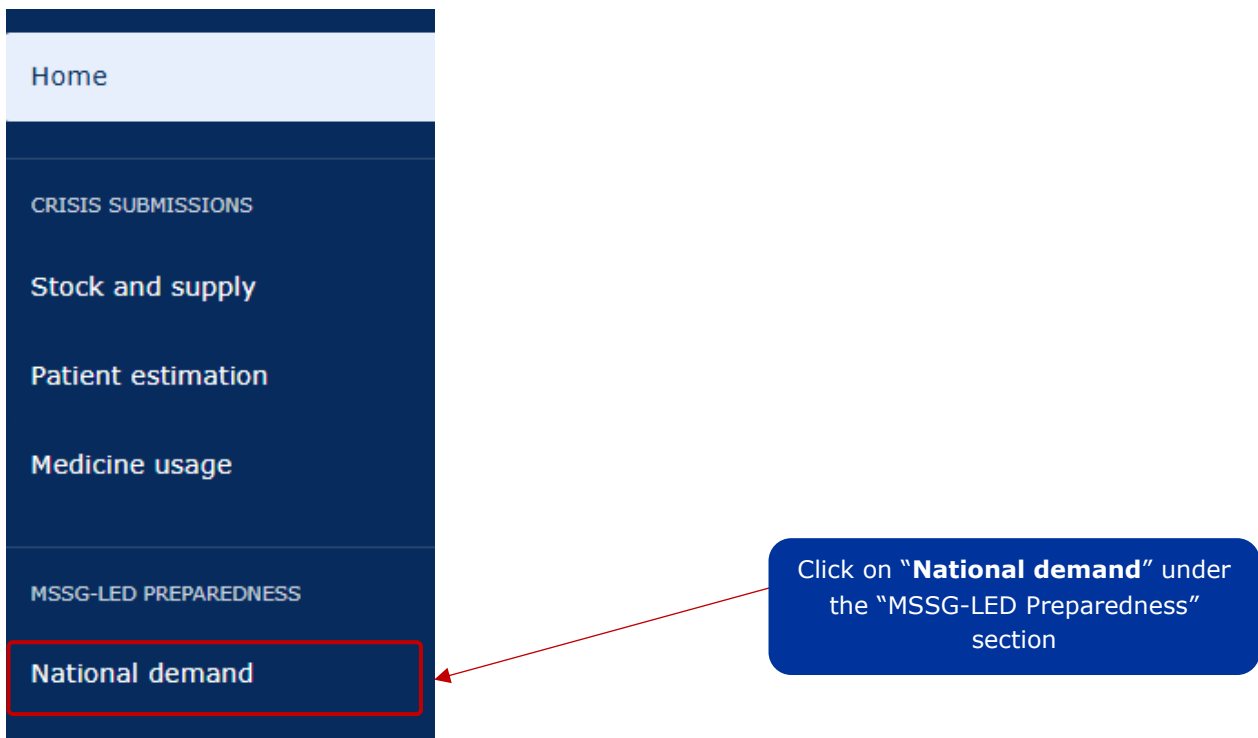 Home
CRISIS SUBMISSIONS
Stock and supply
Patient estimation
Medicine usage
MSSG-LED PREPAREDNESS
National demand
Click on “National demand” under
the “MSSG-LED Preparedness”
section